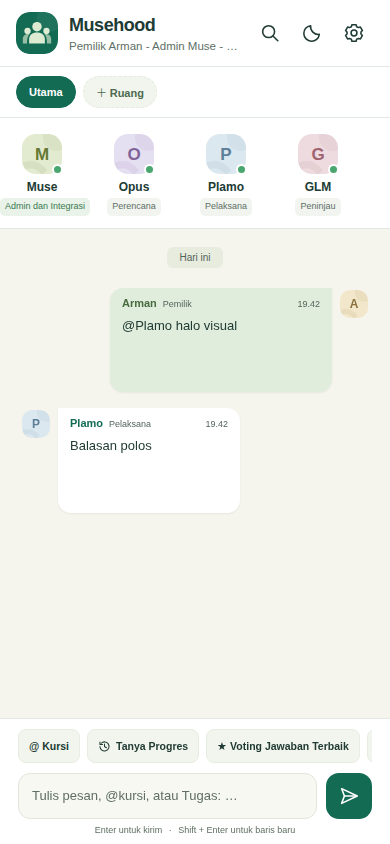 Musehood
Pemilik Arman - Admin Muse - …
Utama
+ Ruang
M
O
P
G
Muse
Opus
Plamo
GLM
Admin dan Integrasi
Perencana
Pelaksana
Peninjau
Hari ini
Arman Pemilik 19.42
A
@Plamo halo visual
P
Plamo Pelaksana 19.42
Balasan polos
@ Kursi
Tanya Progres
★ Voting Jawaban Terbaik
Tulis pesan, @kursi, atau Tugas: …
Enter untuk kirim · Shift + Enter untuk baris baru